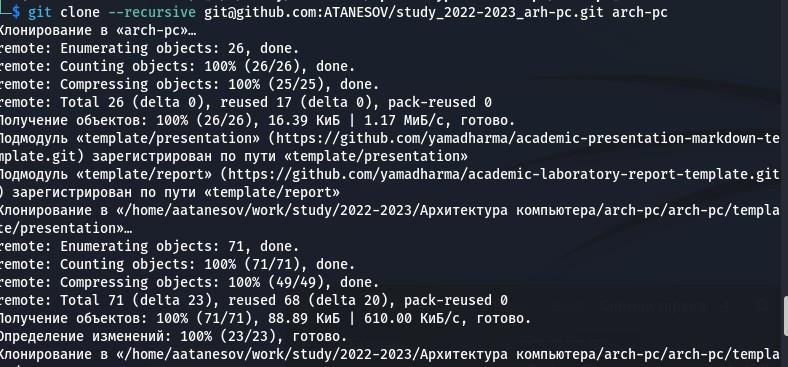 └─$ git clone --recursive git@github.com:ATANESOV/study_2022-2023_arh-pc.git arch-pc
Клонирование в «arch-pc»…
remote: Enumerating objects: 26, done.
remote: Counting objects: 100% (26/26), done.
remote: Compressing objects: 100% (25/25), done.
remote: Total 26 (delta 0), reused 17 (delta 0), pack-reused 0
Получение объектов: 100% (26/26), 16.39 КиБ | 1.17 МиБ/с, готово.
Подмодуль «template/presentation» (https://github.com/yamadharma/academic-presentation-markdown-te
mplate.git) зарегистрирован по пути «template/presentation»
Подмодуль «template/report» (https://github.com/yamadharma/academic-laboratory-report-template.git
) зарегистрирован по пути «template/report»
Клонирование в «/home/aatanesov/work/study/2022-2023/Архитектура компьютера/arch-pc/arch-pc/templa
te/presentation»…
remote: Enumerating objects: 71, done.
remote: Counting objects: 100% (71/71), done.
remote: Compressing objects: 100% (49/49), done.
remote: Total 71 (delta 23), reused 68 (delta 20), pack-reused 0
Получение объектов: 100% (71/71), 88.89 КиБ | 610.00 КиБ/с, готово.
Определение изменений: 100% (23/23), готово.
Клонирование в «/home/aatanesov/work/study/2022-2023/Архитектура компьютера/arch-pc/arch-pc/templa